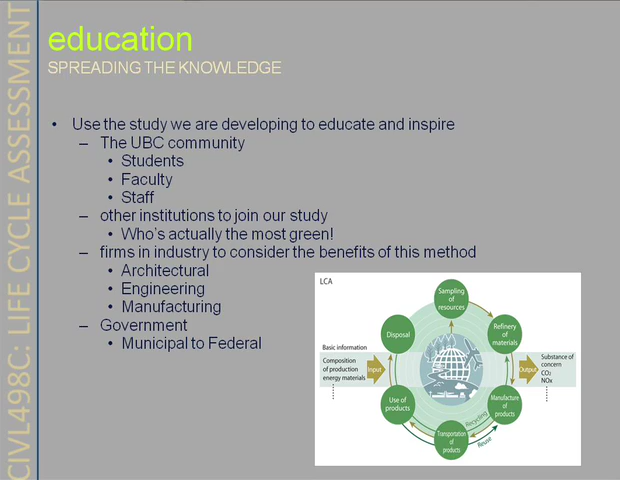 CIVL498C: LIFE CYCLE ASSESSMENT
education
SPREADING THE KNOWLEDGE
• Use the study we are developing to educate and inspire
– The UBC community
• Students
• Faculty
• Staff
– other institutions to join our study
• Who's actually the most green!
– firms in industry to consider the benefits of this method
• Architectural
• Engineering
• Manufacturing
– Government
• Municipal to Federal
LCA
Sampling
of
resources
Refinery
of
materials
Manufacture
of
products
Transportation
of
products
Use of
products
Disposal
Basic information
Composition
of production
energy materials
Input
Output
Substance of
concern
CO₂
NOx
Recycling
Reuse